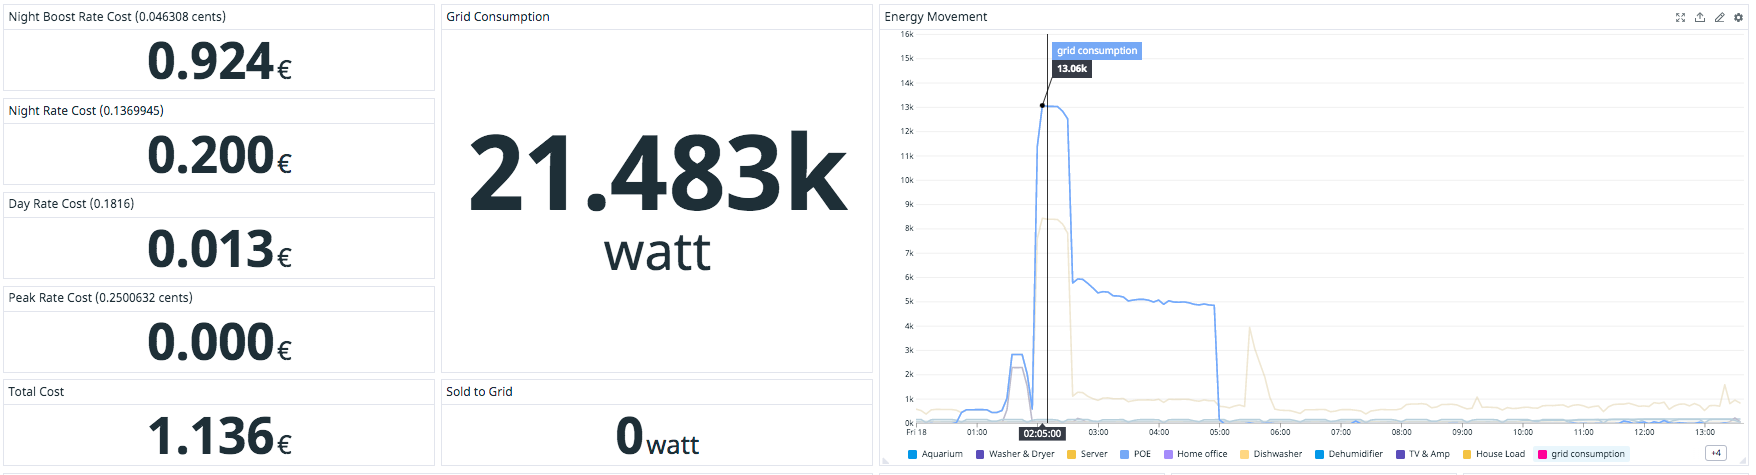 Night Boost Rate Cost (0.046308 cents)
0.924€
Night Rate Cost (0.1369945)
0.200€
Day Rate Cost (0.1816)
0.013€
Peak Rate Cost (0.2500632 cents)
0.000€
Total Cost
1.136€
Grid Consumption
21.483k
watt
Sold to Grid
0 watt
Energy Movement
grid consumption
13.06k
16k
15k
14k
13k
12k
11k
10k
9k
8k
7k
6k
5k
4k
3k
2k
1k
0k
Fri 18 01:00 02:05:00 03:00 04:00 05:00 06:00 07:00 08:00 09:00 10:00 11:00 12:00 13:00
Aquarium Washer & Dryer Server POE Home office Dishwasher Dehumidifier TV & Amp House Load grid consumption +4